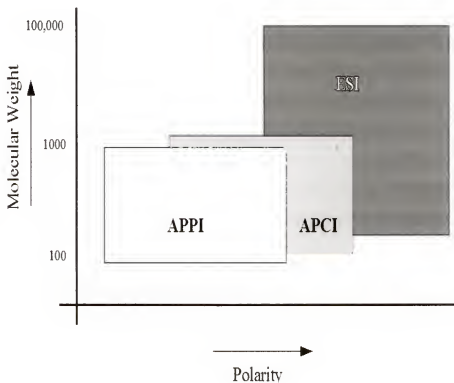 100,000
ESI
Molecular Weight
1000
APPI
APCI
100
Polarity